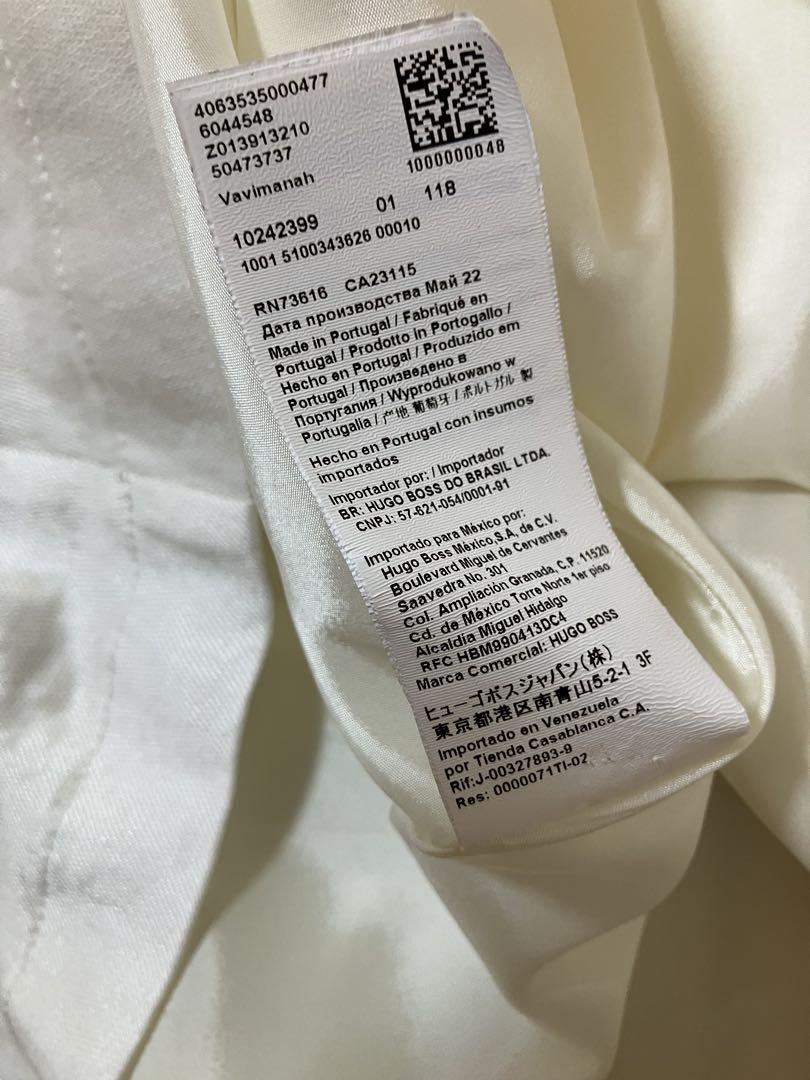 4063535000477
6044548
Z013913210
50473737
1000000048
Vavimanah
10242399 01 118
1001 5100343626 00010
RN73616 CA23115
Дата производства Май 22
Made in Portugal / Fabriqué en
Portugal / Prodotto in Portogallo /
Hecho en Portugal / Produzido em
Portugal / Произведено в
Португалия / Wyprodukowano w
Portugalia / 产地 葡萄牙 / ポルトガル 製
Hecho en Portugal con insumos
importados
Importador por: / Importador
BR: HUGO BOSS DO BRASIL LTDA.
CNPJ: 57-621-054/0001-91
Importado para México por:
Hugo Boss México,S,A, de C.V.
Boulevard Miguel de Cervantes
Saavedra No. 301
Col. Ampliación Granada, C.P. 11520
Cd. de México Torre Norte 1er piso
Alcaldia Miguel Hidalgo
RFC HBM990413DC4
Marca Comercial: HUGO BOSS
ヒューゴボスジャパン(株)
東京都港区南青山5-2-1 3F
Importado en Venezuela
por Tienda Casablanca C.A.
Rif:J-00327893-9
Res: 0000071TI-02